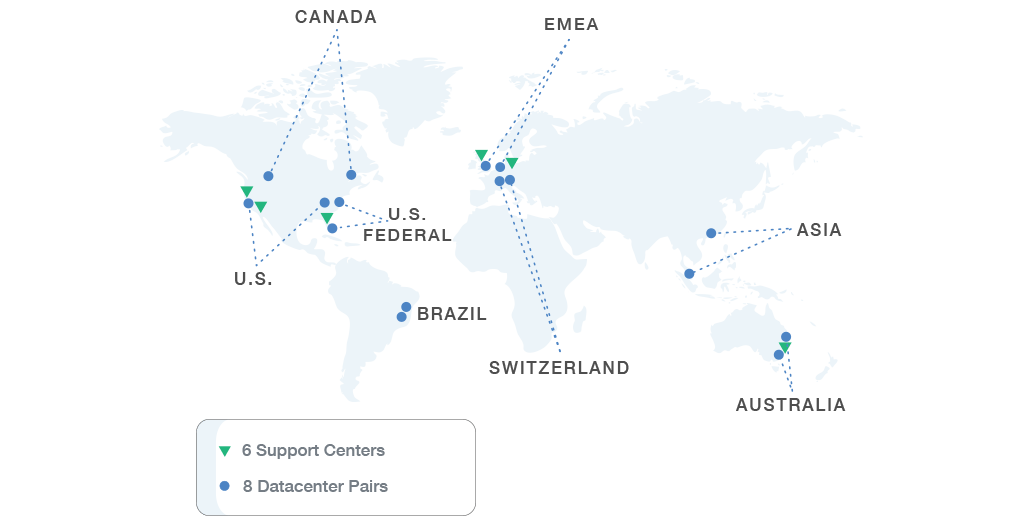 CANADA
EMEA
U.S.
FEDERAL
ASIA
U.S.
BRAZIL
SWITZERLAND
AUSTRALIA
6 Support Centers
8 Datacenter Pairs